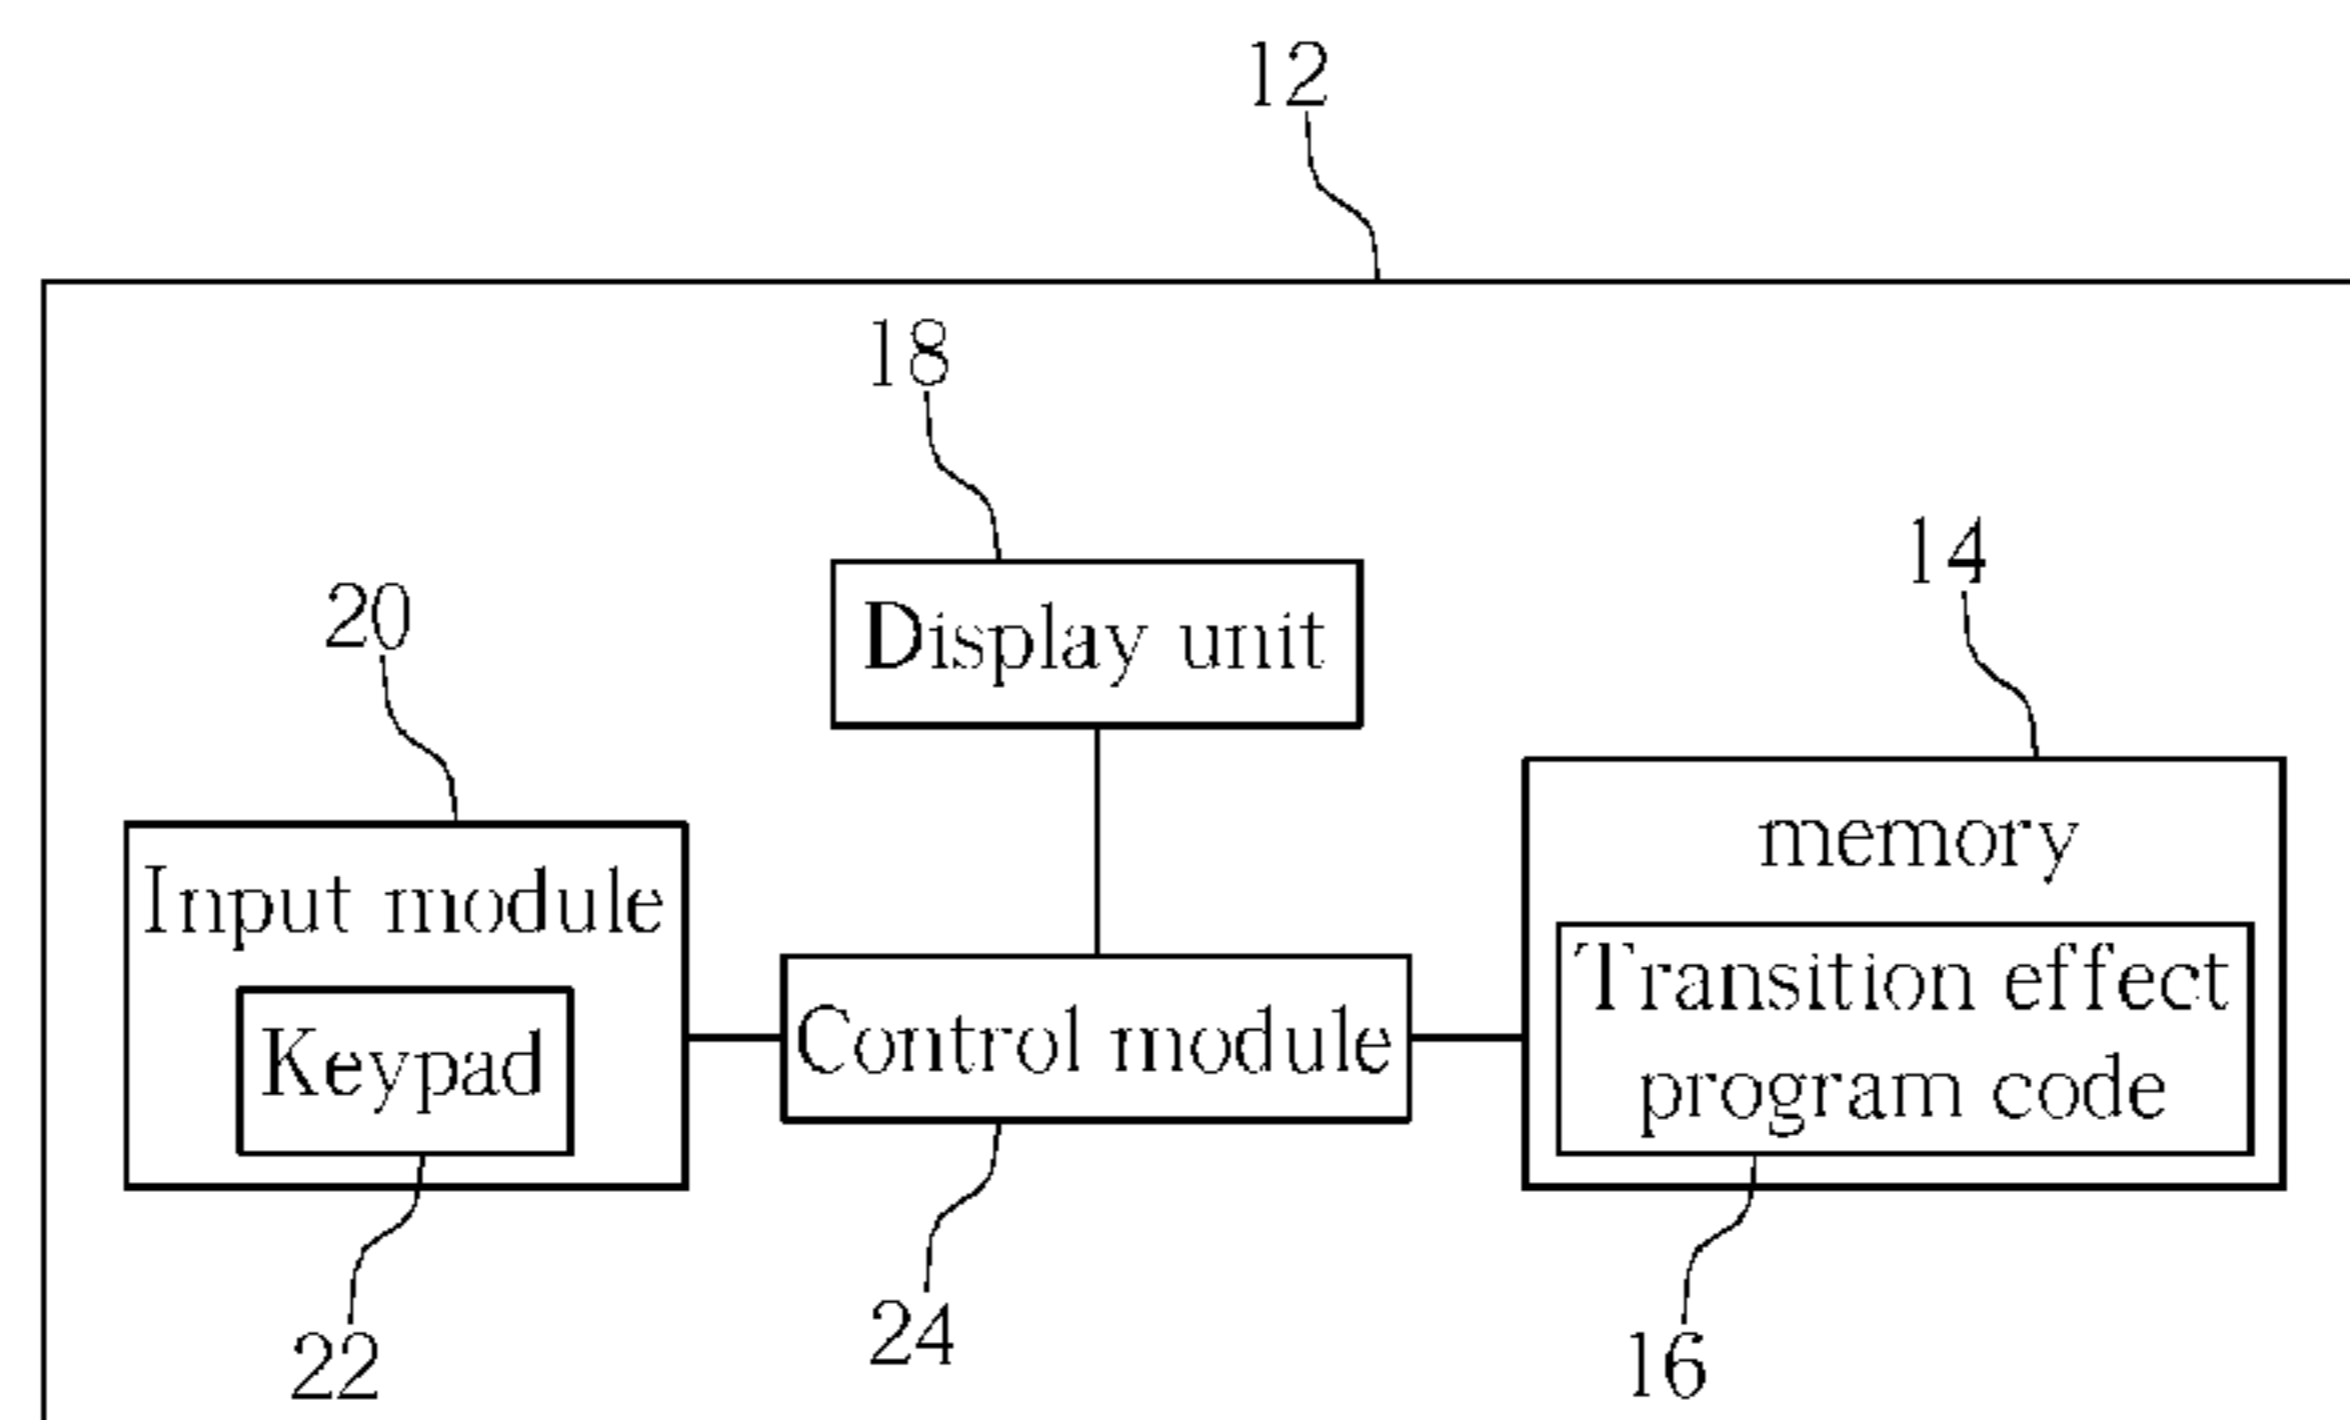 12
18
14
20
Display unit
memory
Input module
Transition effect
program code
Control module
Keypad
24
22
16